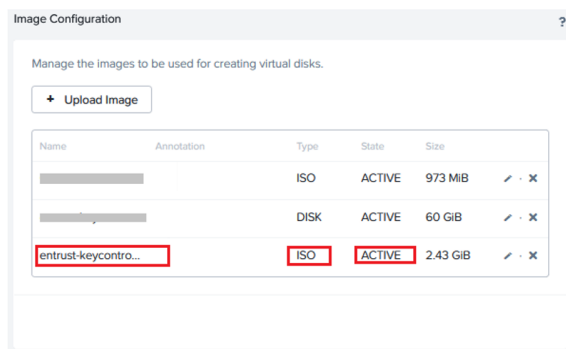 Image Configuration ?
Manage the images to be used for creating virtual disks.
+ Upload Image
Name Annotation Type State Size
ISO ACTIVE 973 MiB
DISK ACTIVE 60 GiB
entrust-keycontro... ISO ACTIVE 2.43 GiB